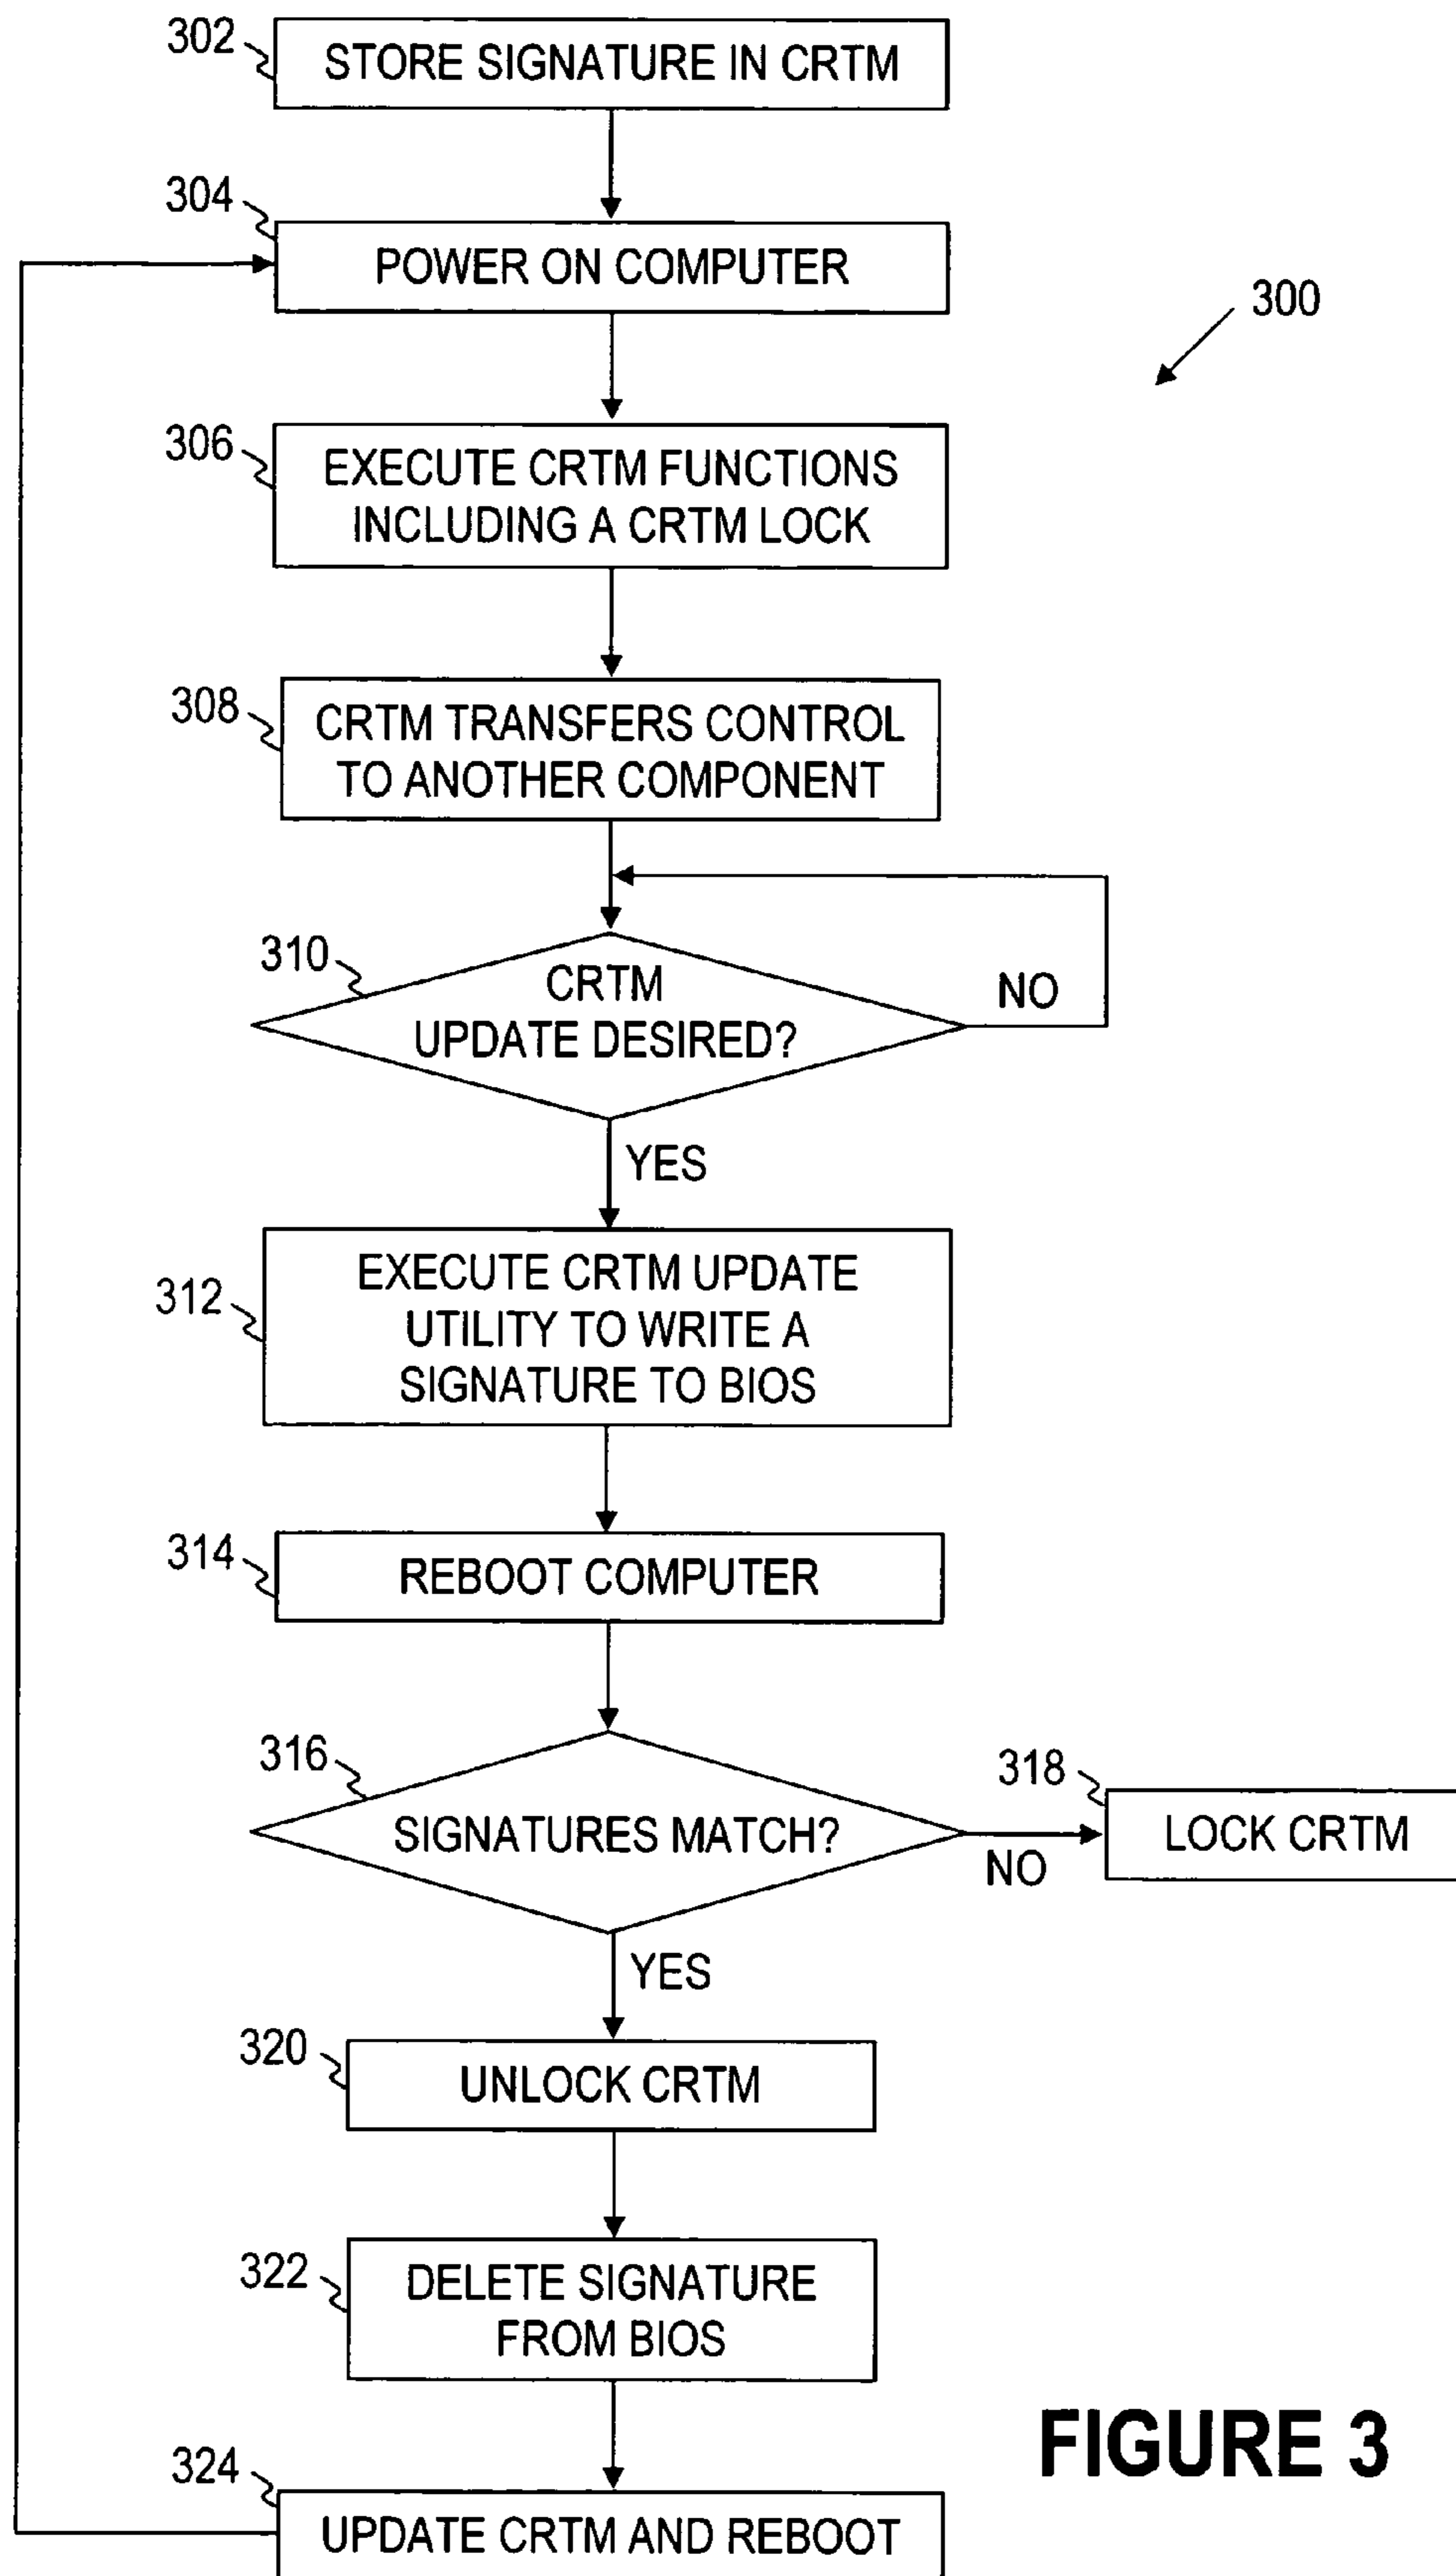 302
STORE SIGNATURE IN CRTM
304
POWER ON COMPUTER
300
306
EXECUTE CRTM FUNCTIONS
INCLUDING A CRTM LOCK
308
CRTM TRANSFERS CONTROL
TO ANOTHER COMPONENT
310
CRTM
UPDATE DESIRED?
NO
YES
312
EXECUTE CRTM UPDATE
UTILITY TO WRITE A
SIGNATURE TO BIOS
314
REBOOT COMPUTER
316
SIGNATURES MATCH?
NO
318
LOCK CRTM
YES
320
UNLOCK CRTM
322
DELETE SIGNATURE
FROM BIOS
324
UPDATE CRTM AND REBOOT
FIGURE 3